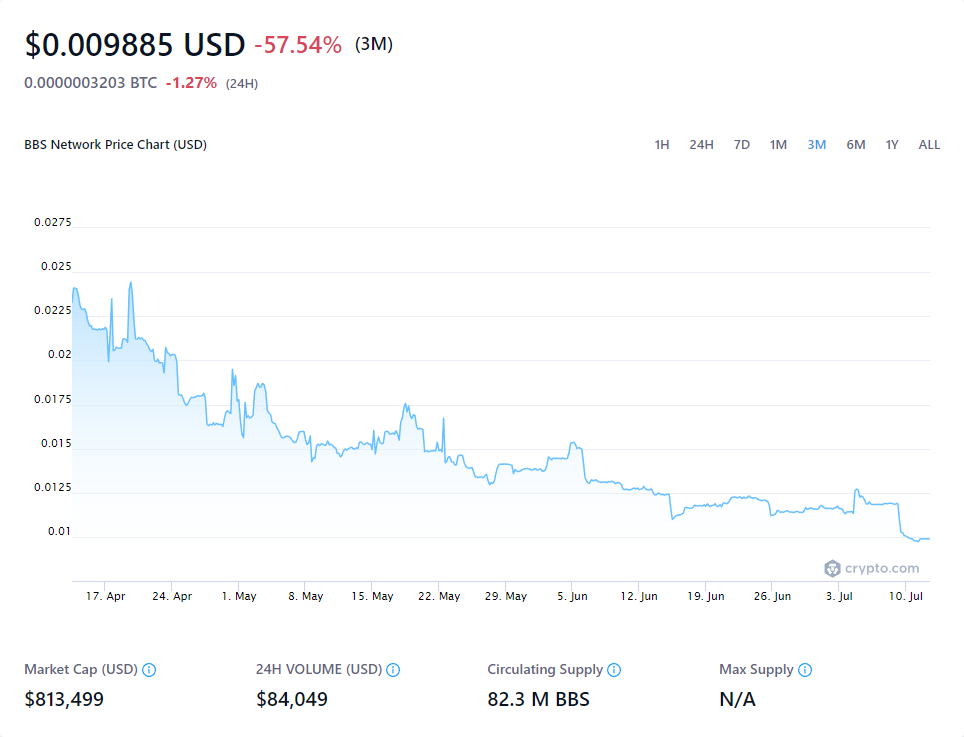 $0.009885 USD -57.54% (3M)
0.0000003203 BTC -1.27% (24H)
BBS Network Price Chart (USD)
1H 24H 7D 1M 3M 6M 1Y ALL
0.0275
0.025
0.0225
0.02
0.0175
0.015
0.0125
0.01
crypto.com
17. Apr 24. Apr 1. May 8. May 15. May 22. May 29. May 5. Jun 12. Jun 19. Jun 26. Jun 3. Jul 10. Jul
Market Cap (USD) 24H VOLUME (USD) Circulating Supply Max Supply
$813,499 $84,049 82.3 M BBS N/A